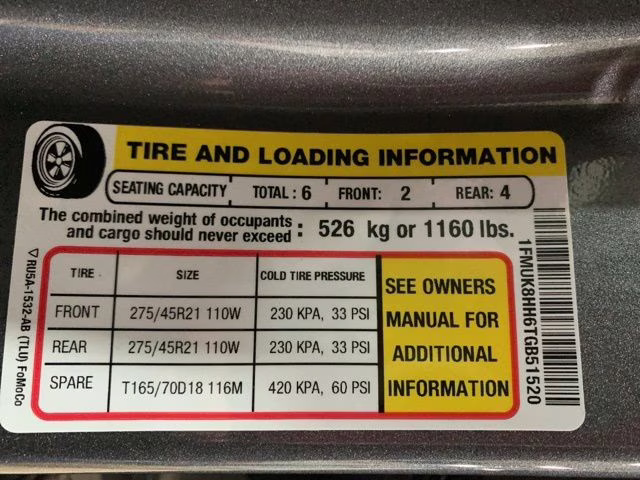 TIRE AND LOADING INFORMATION
SEATING CAPACITY TOTAL : 6 FRONT: 2 REAR: 4
The combined weight of occupants
and cargo should never exceed : 526 kg or 1160 lbs.
TIRE SIZE COLD TIRE PRESSURE
FRONT 275/45R21 110W 230 KPA, 33 PSI
REAR 275/45R21 110W 230 KPA, 33 PSI
SPARE T165/70D18 116M 420 KPA, 60 PSI
SEE OWNERS
MANUAL FOR
ADDITIONAL
INFORMATION
1FMUK8HH6TGB51520
▽ RU5A-1532-AB (TLU) FoMoCo